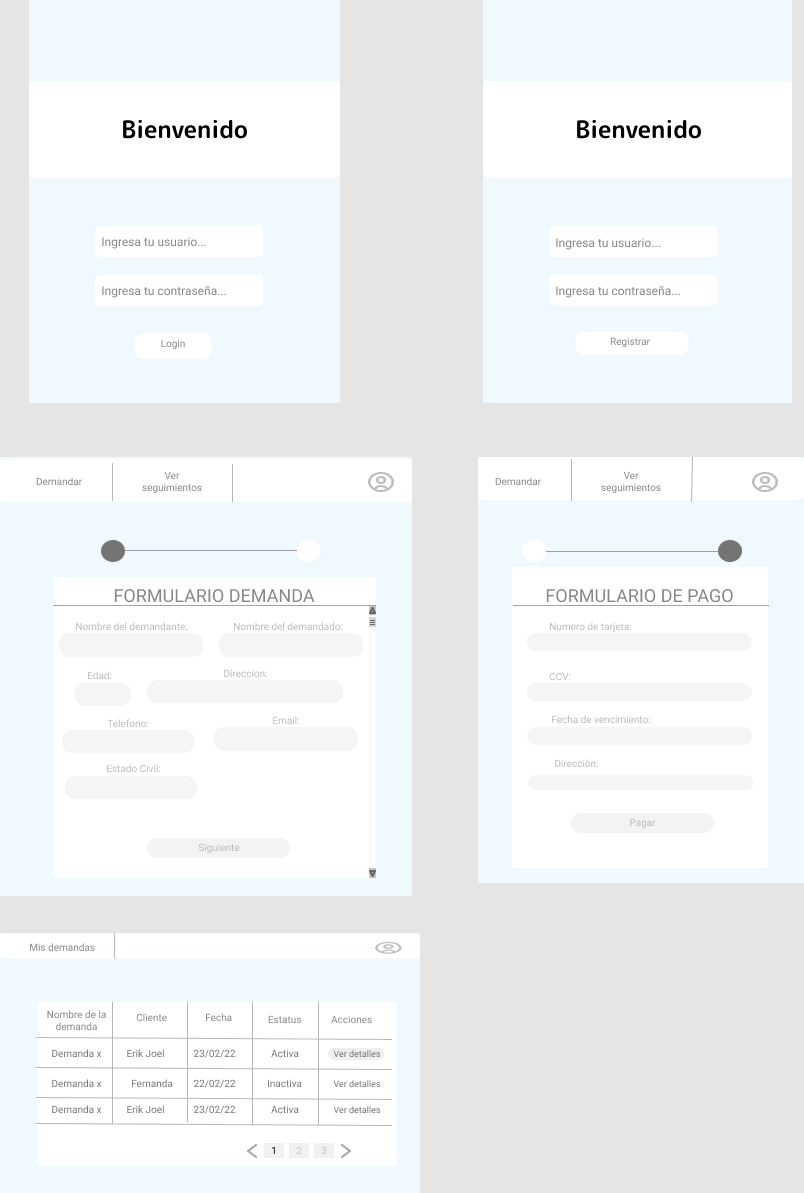 Bienvenido
Ingresa tu usuario...
Ingresa tu contraseña...
Login
Bienvenido
Ingresa tu usuario...
Ingresa tu contraseña...
Registrar
Demandar
Ver
seguimientos
FORMULARIO DEMANDA
Nombre del demandante: Nombre del demandado:
Edad: Direccion:
Telefono: Email:
Estado Civil:
Siguiente
Demandar
Ver
seguimientos
FORMULARIO DE PAGO
Numero de tarjeta:
CCV:
Fecha de vencimiento:
Direcciòn:
Pagar
Mis demandas
Nombre de la
demanda
Cliente Fecha Estatus Acciones
Demanda x Erik Joel 23/02/22 Activa Ver detalles
Demanda x Fernanda 22/02/22 Inactiva Ver detalles
Demanda x Erik Joel 23/02/22 Activa Ver detalles
1 2 3